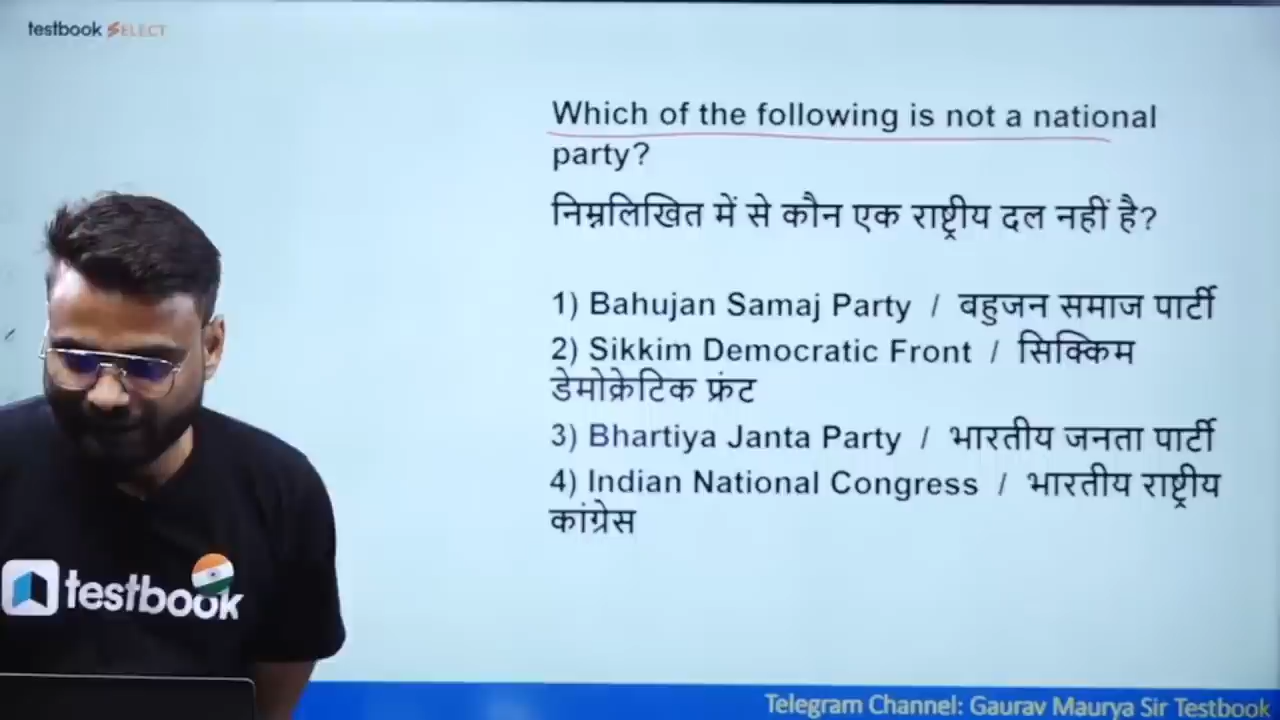 testbook SELECT
Which of the following is not a national
party?
निम्नलिखित में से कौन एक राष्ट्रीय दल नहीं है?
1) Bahujan Samaj Party / बहुजन समाज पार्टी
2) Sikkim Democratic Front / सिक्किम
डेमोक्रेटिक फ्रंट
3) Bhartiya Janta Party / भारतीय जनता पार्टी
4) Indian National Congress / भारतीय राष्ट्रीय
कांग्रेस
testbook
Telegram Channel: Gaurav Maurya Sir Testbook